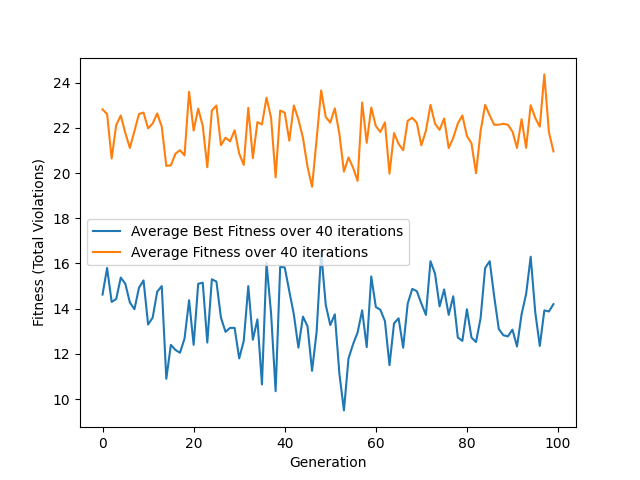 24
22
20
18
16
14
12
10
Fitness (Total Violations)
Average Best Fitness over 40 iterations
Average Fitness over 40 iterations
0 20 40 60 80 100
Generation